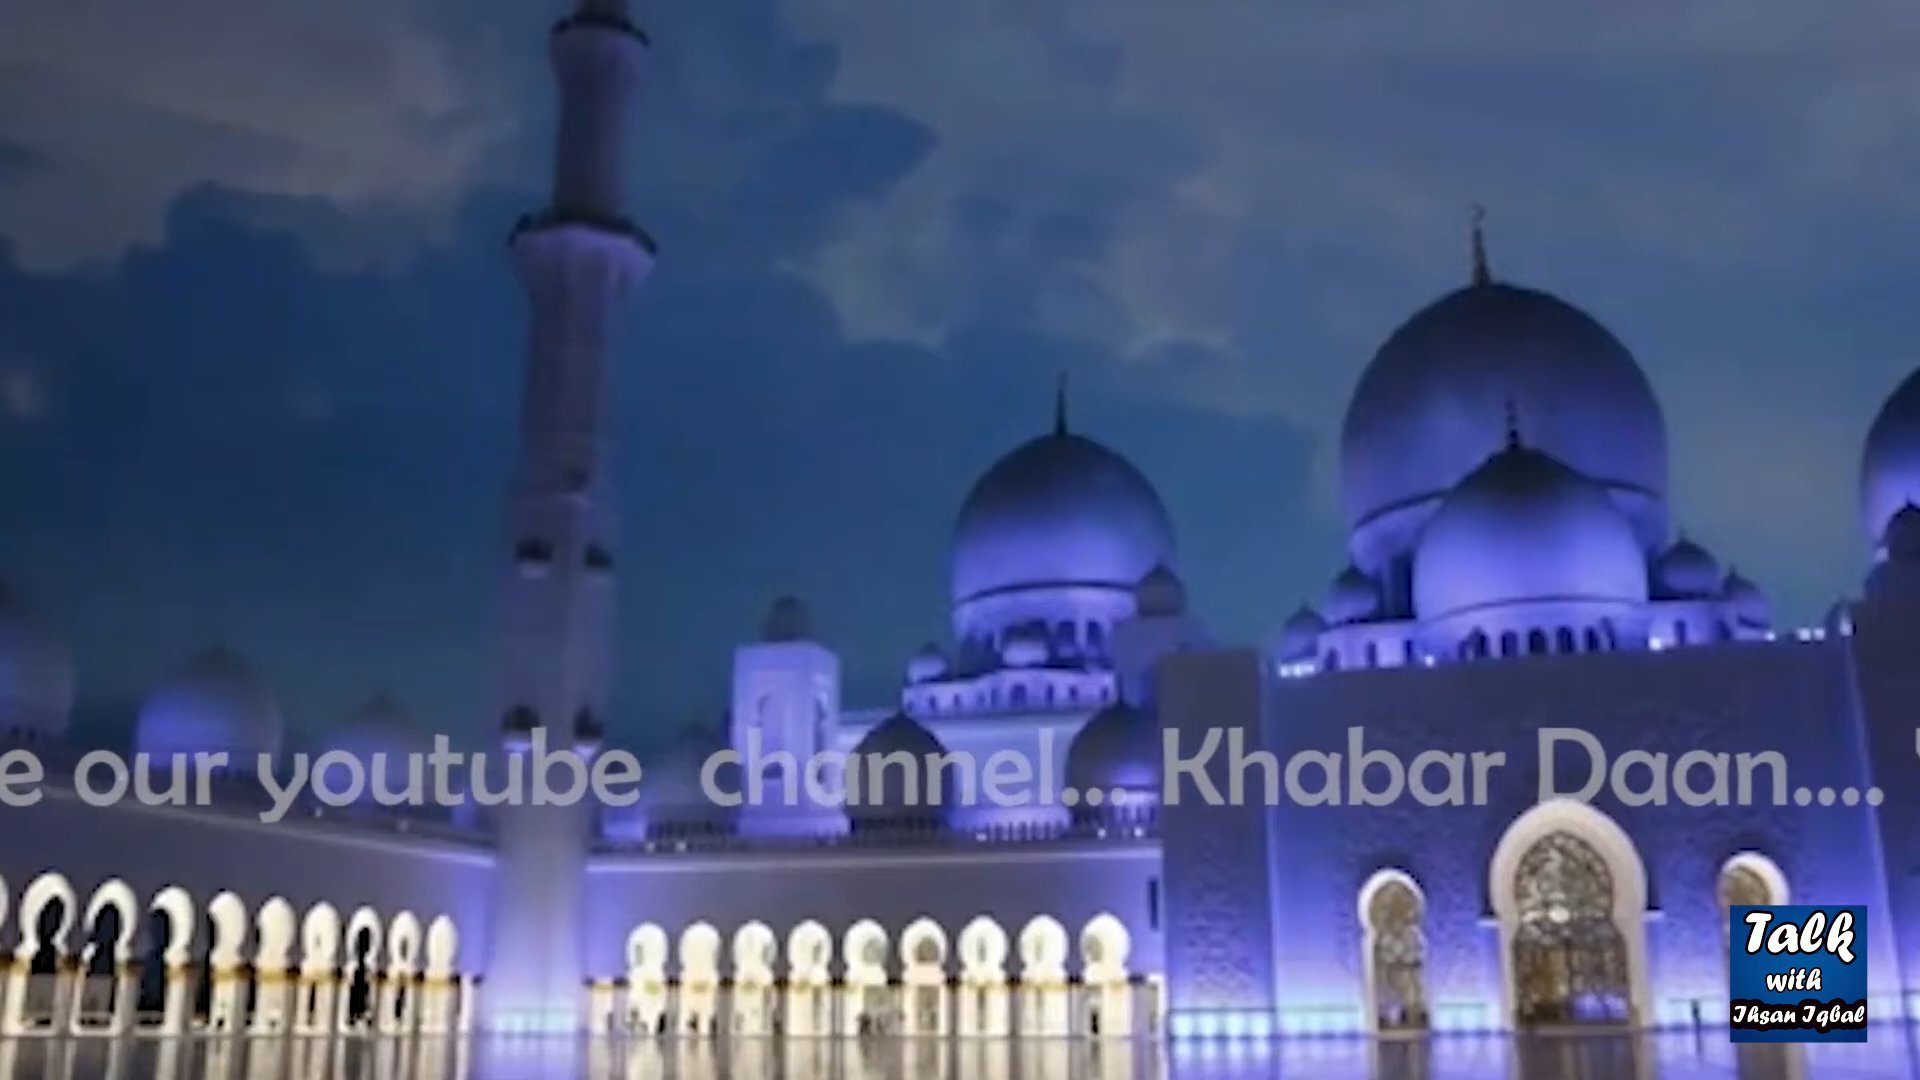 e our youtube channel... Khabar Daan....
Talk
with
Ihsan Iqbal